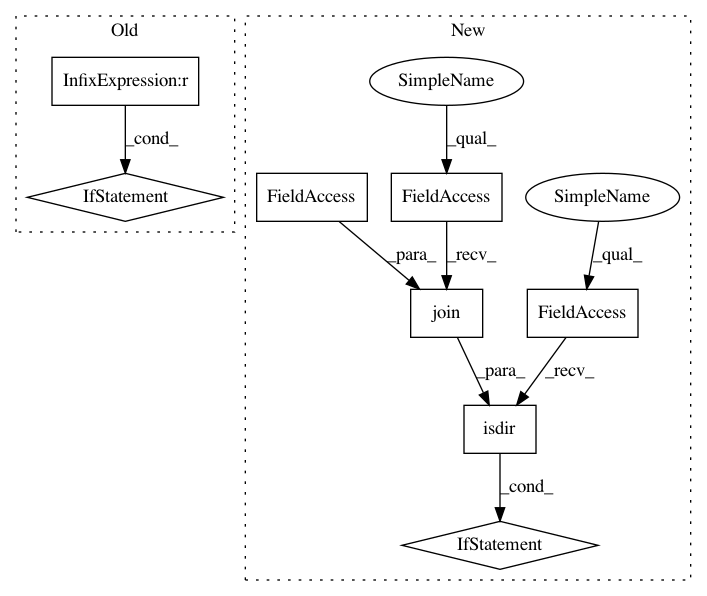 Old
New
InfixExpression:r
SimpleName
_cond_
_qual_
IfStatement
FieldAccess
FieldAccess
SimpleName
_para_
_recv_
_qual_
join
FieldAccess
_para_
_recv_
isdir
_cond_
IfStatement